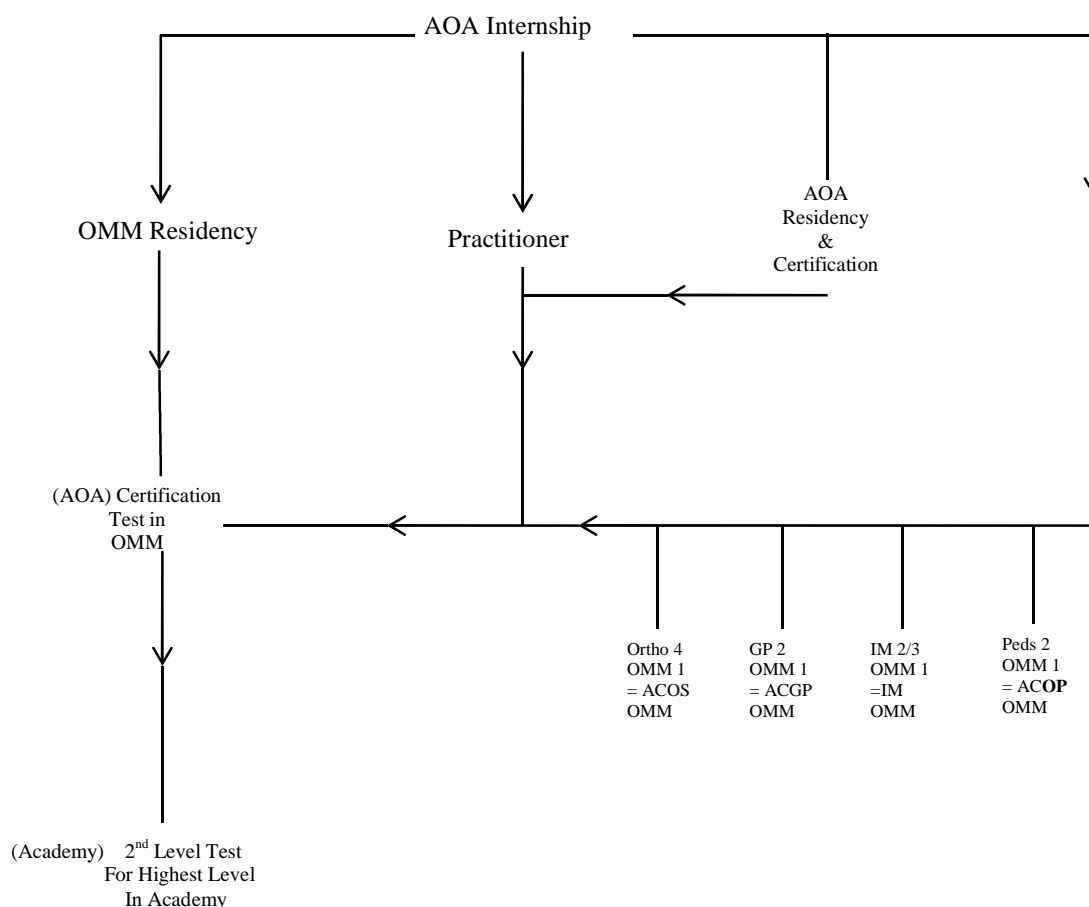 AOA Internship
OMM Residency
Practitioner
AOA
Residency
&
Certification
(AOA) Certification
Test in
OMM
Ortho 4
OMM 1
= ACOS
OMM
GP 2
OMM 1
= ACGP
OMM
IM 2/3
OMM 1
=IM
OMM
Peds 2
OMM 1
= ACOP
OMM
(Academy) 2nd Level Test
For Highest Level
In Academy